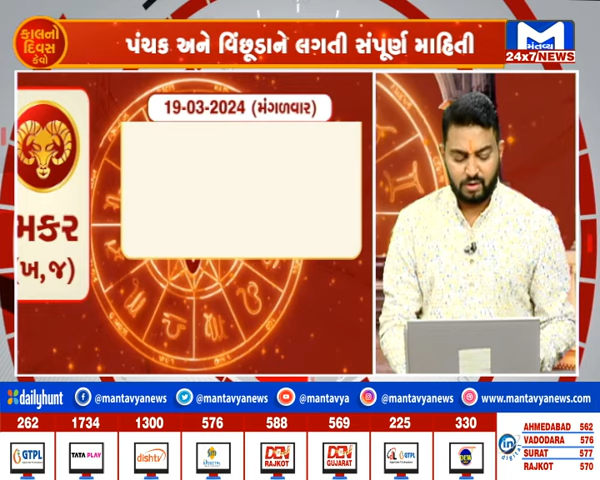 કાલનો
દિવસ
કેવો
પંચક અને વિંછૂડાને લગતી સંપૂર્ણ માહિતી
મંતવ્ય
24x7NEWS
19-03-2024 (મંગળવાર)
મકર
(ખ,જ)
dailyhunt @mantavyanews @mantavyanews @mantavya @mantavyanews www.mantavyanews.com
262 1734 1300 576 588 569 225 330
GTPL TATA PLAY dishtv DEN RAJKOT DEN GUJARAT GTPL
in digital
AHMEDABAD 562
VADODARA 576
SURAT 577
RAJKOT 570